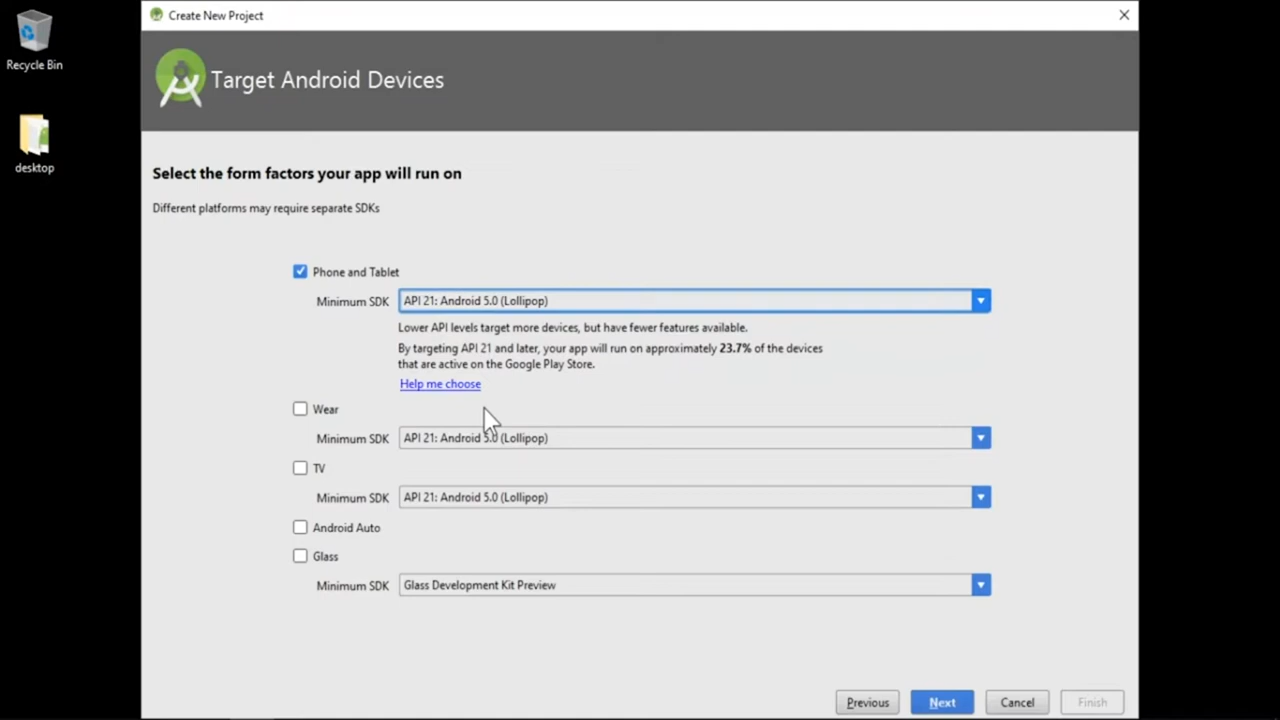 Create New Project
Recycle Bin
Target Android Devices
desktop
Select the form factors your app will run on
Different platforms may require separate SDKs
Phone and Tablet
Minimum SDK API 21: Android 5.0 (Lollipop)
Lower API levels target more devices, but have fewer features available.
By targeting API 21 and later, your app will run on approximately 23.7% of the devices
that are active on the Google Play Store.
Help me choose
Wear
Minimum SDK API 21: Android 5.0 (Lollipop)
TV
Minimum SDK API 21: Android 5.0 (Lollipop)
Android Auto
Glass
Minimum SDK Glass Development Kit Preview
Previous Next Cancel Finish